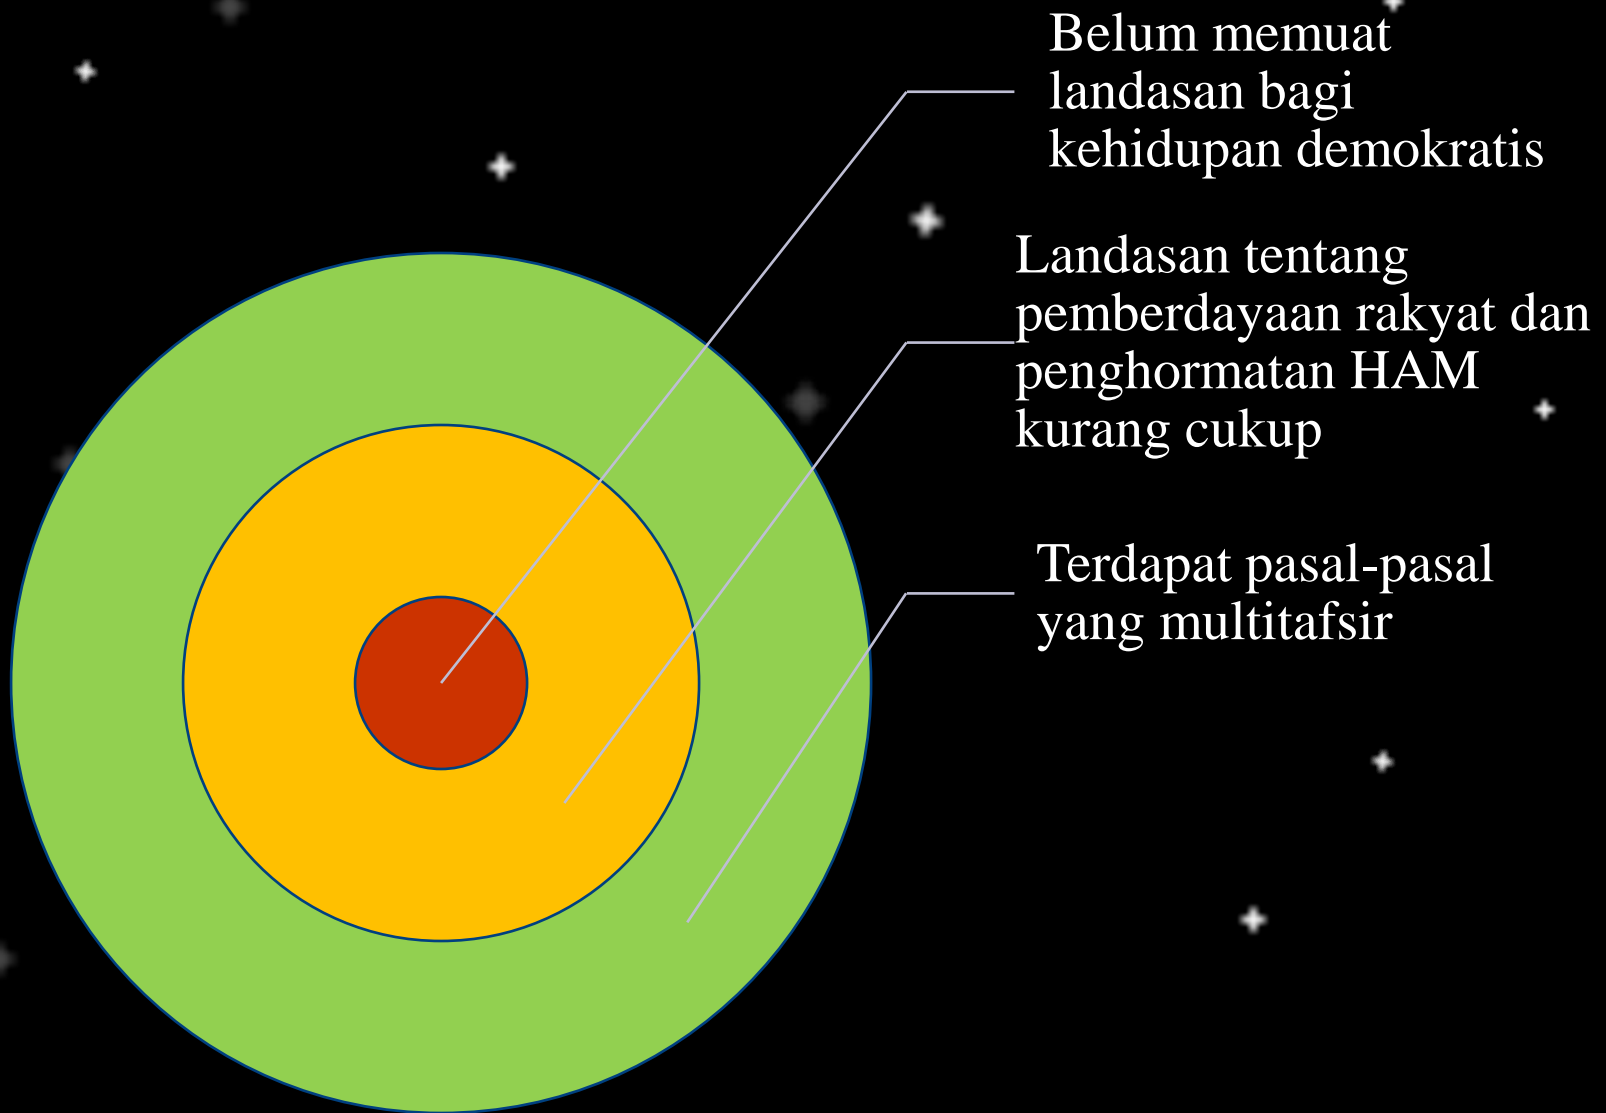 Belum memuat
landasan bagi
kehidupan demokratis
Landasan tentang
pemberdayaan rakyat dan
penghormatan HAM
kurang cukup
Terdapat pasal-pasal
yang multitafsir